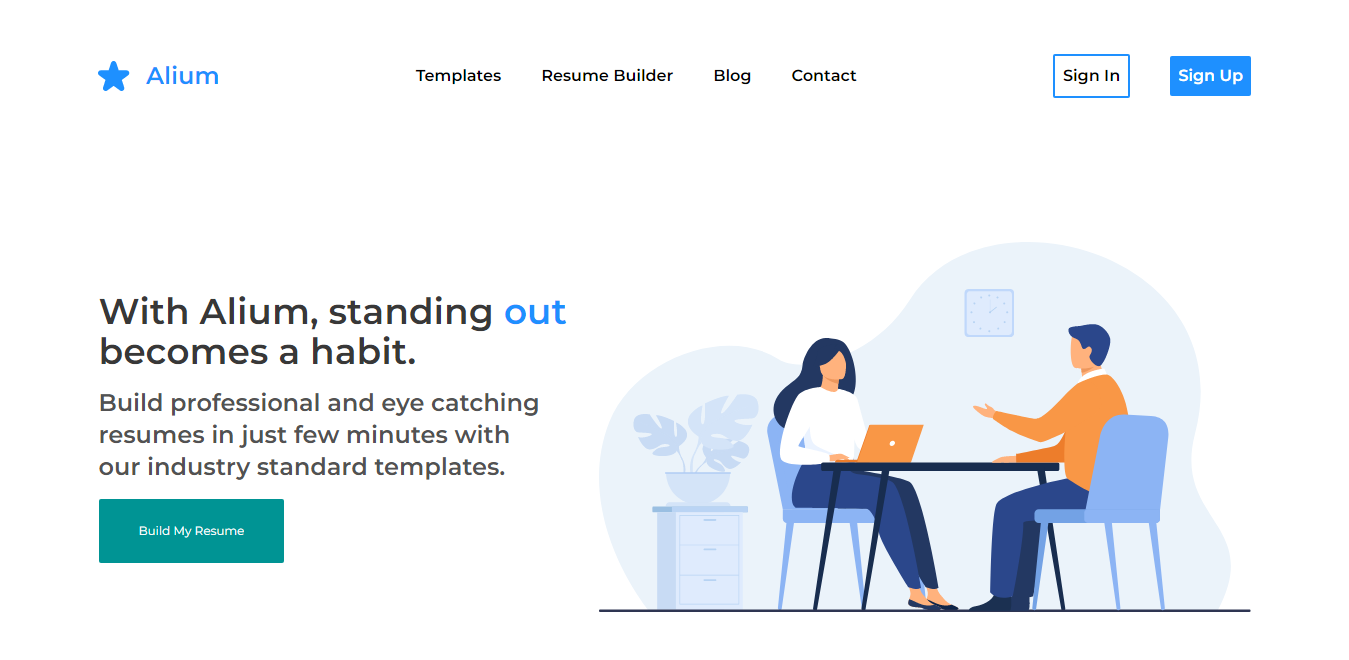 Alium
Templates
Resume Builder
Blog
Contact
Sign In
Sign Up
With Alium, standing out
becomes a habit.
Build professional and eye catching
resumes in just few minutes with
our industry standard templates.
Build My Resume